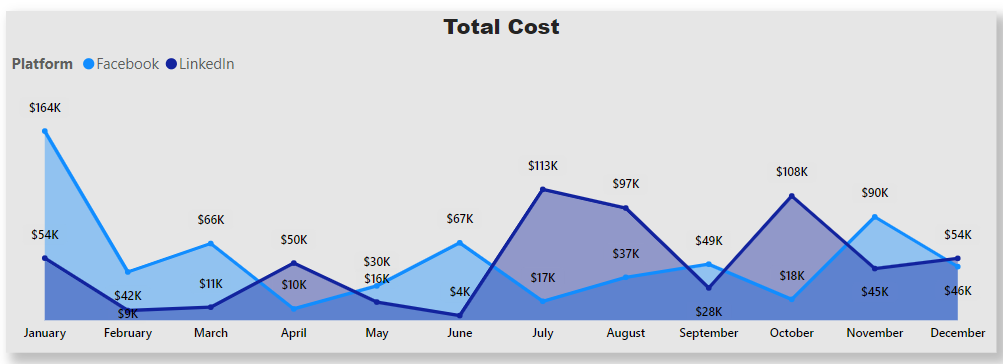 Total Cost
Platform Facebook LinkedIn
$164K
$54K
$42K
$9K
$66K
$11K
$50K
$10K
$30K
$16K
$67K
$4K
$113K
$17K
$97K
$37K
$49K
$28K
$108K
$18K
$90K
$45K
$54K
$46K
January February March April May June July August September October November December